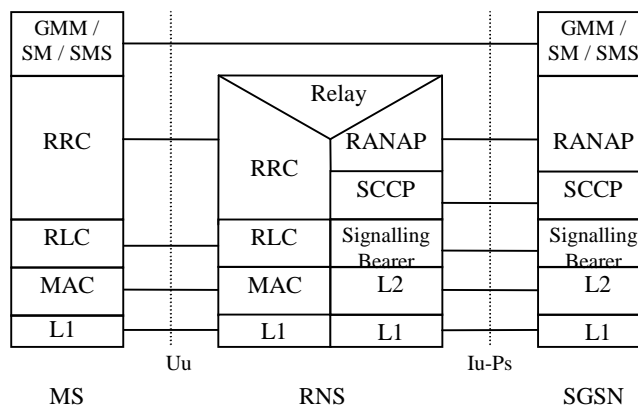 GMM /
SM / SMS
GMM /
SM / SMS
Relay
RRC
RRC
RANAP
RANAP
SCCP
SCCP
RLC
RLC
Signalling
Bearer
Signalling
Bearer
MAC
MAC
L2
L2
L1
L1
L1
L1
Uu
Iu-Ps
MS
RNS
SGSN